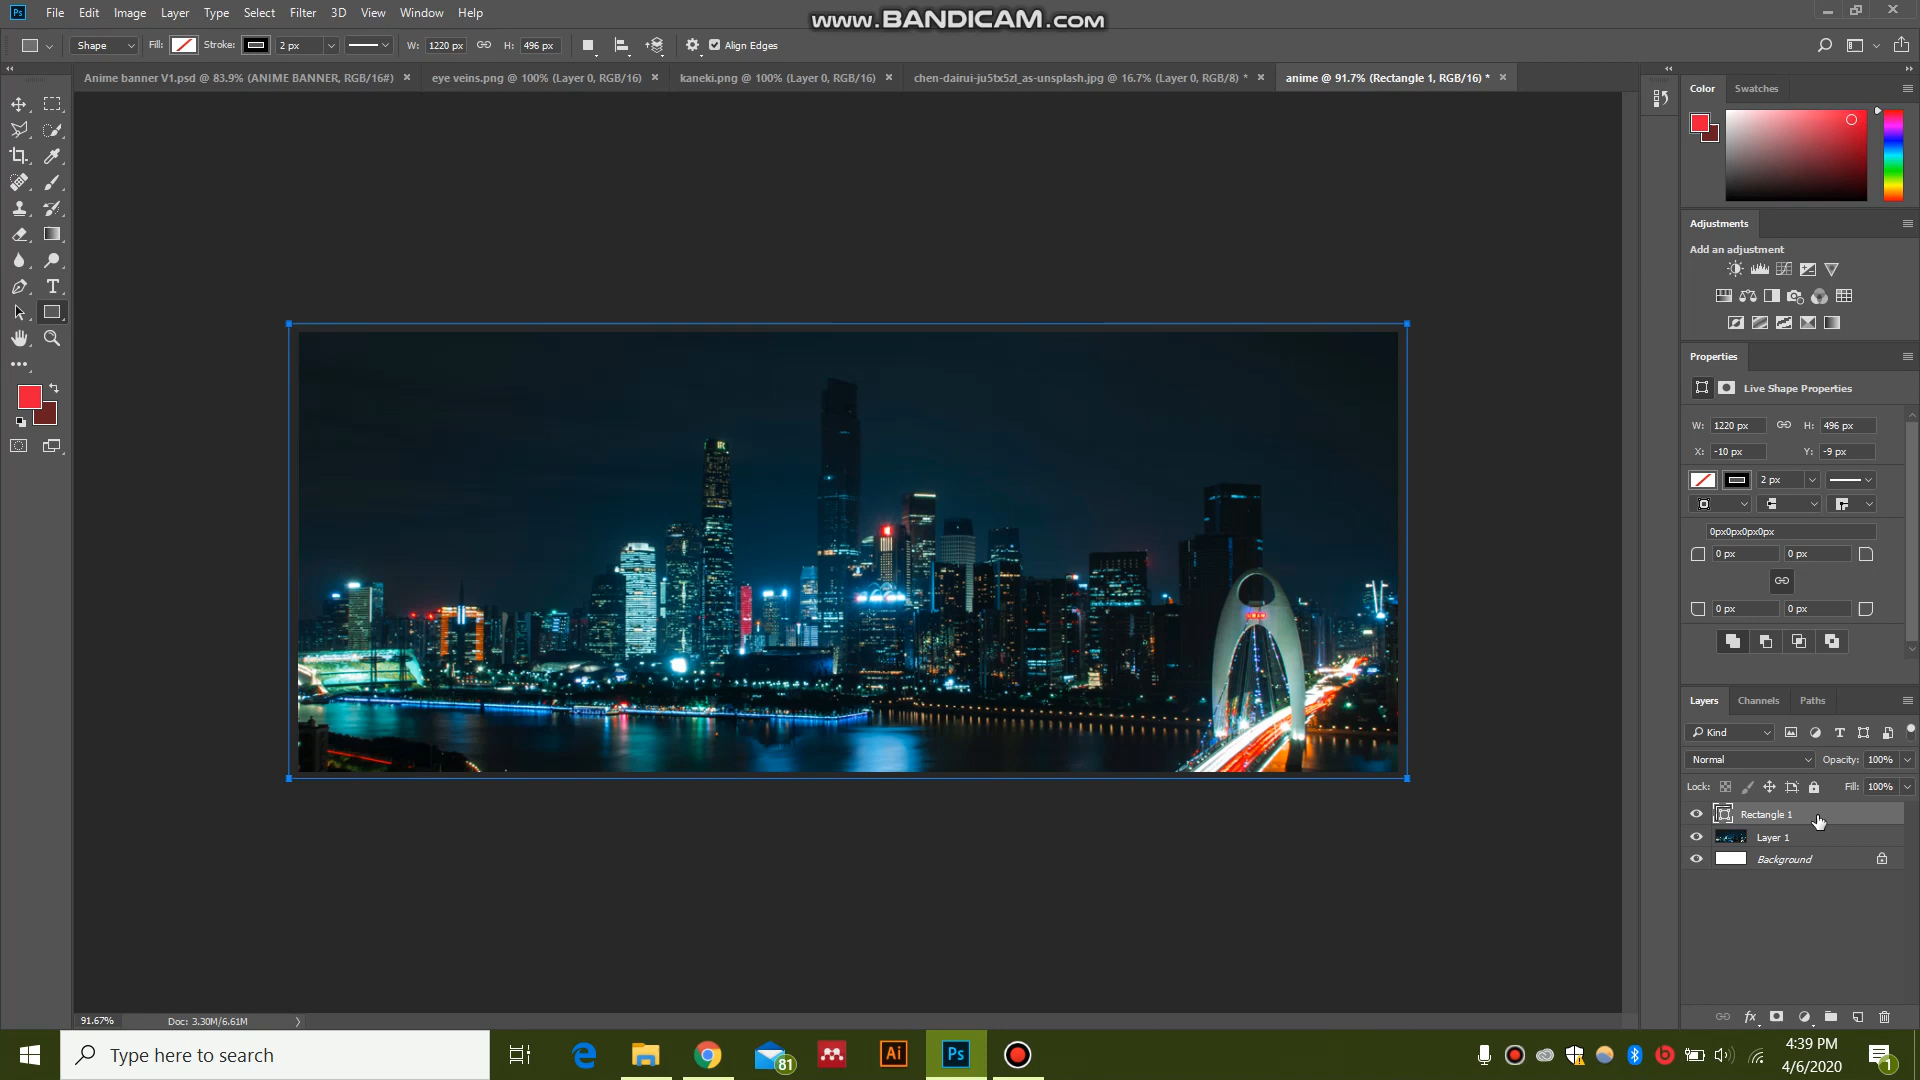 Ps File Edit Image Layer Type Select Filter 3D View Window Help
www.BANDICAM.com
Shape Fill: Stroke: 2 px W: 1220 px H: 496 px Align Edges
Anime banner V1.psd @ 83.9% (ANIME BANNER, RGB/16#) ×
eye veins.png @ 100% (Layer 0, RGB/16) ×
kaneki.png @ 100% (Layer 0, RGB/16) ×
chen-dairui-ju5tx5zl_as-unsplash.jpg @ 16.7% (Layer 0, RGB/8) * ×
anime @ 91.7% (Rectangle 1, RGB/16) * ×
Color Swatches
Adjustments
Add an adjustment
Properties
Live Shape Properties
W: 1220 px H: 496 px
X: -10 px Y: -9 px
2 px
0px0px0px0px
0 px 0 px
0 px 0 px
Layers Channels Paths
Kind
Normal Opacity: 100%
Lock: Fill: 100%
Rectangle 1
Layer 1
Background
fx
91.67% Doc: 3.30M/6.61M
Type here to search
81
Ai
Ps
4:39 PM
4/6/2020
1